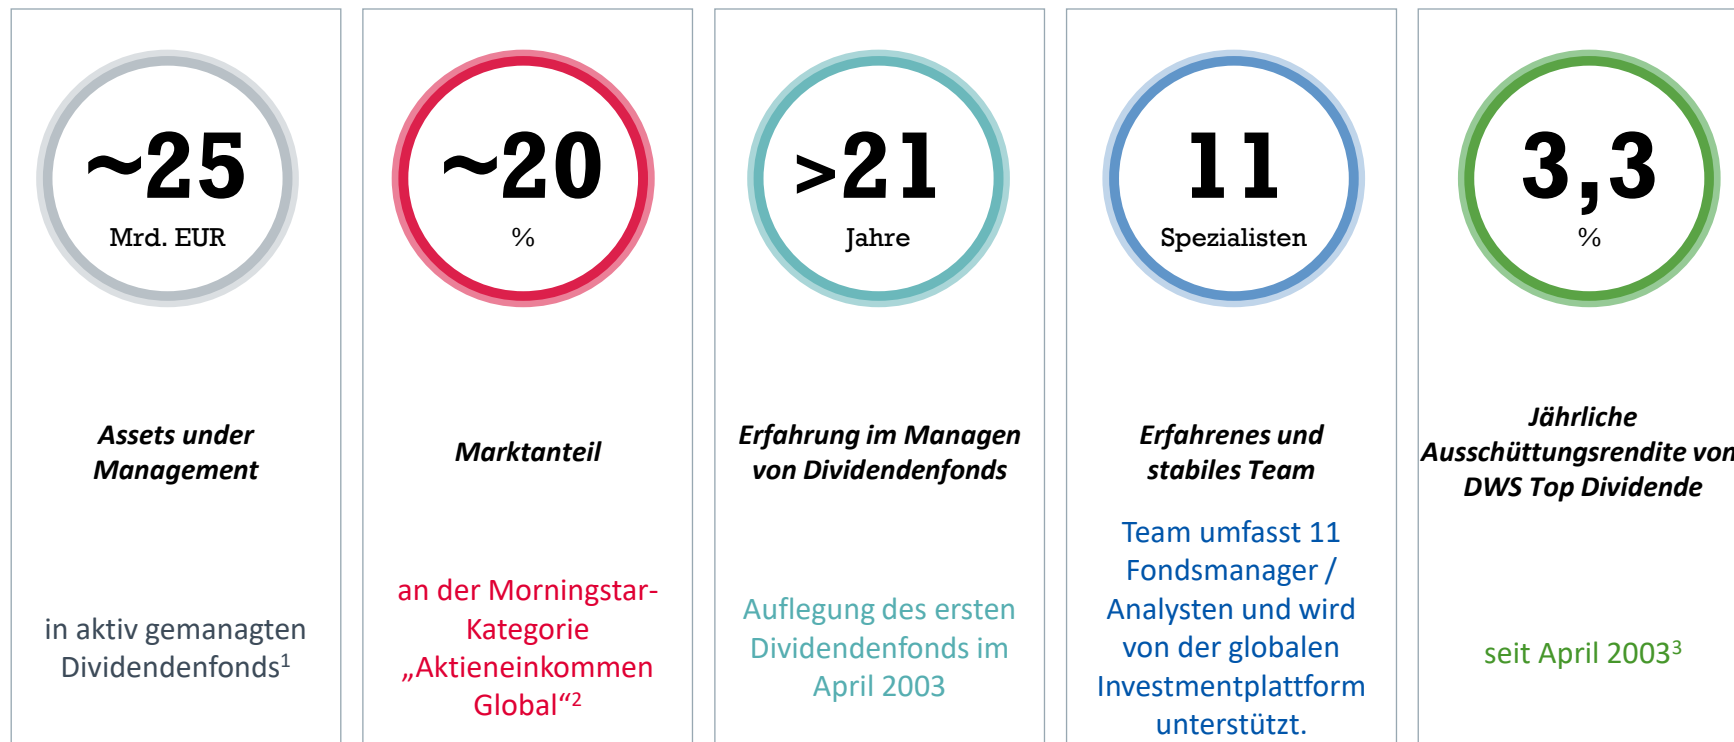 ~25
Mrd. EUR
Assets under
Management
in aktiv gemanagten
Dividendenfonds¹
~20
%
Marktanteil
an der Morningstar-
Kategorie
„Aktieneinkommen
Global“²
>21
Jahre
Erfahrung im Managen
von Dividendenfonds
Auflegung des ersten
Dividendenfonds im
April 2003
11
Spezialisten
Erfahrenes und
stabiles Team
Team umfasst 11
Fondsmanager /
Analysten und wird
von der globalen
Investmentplattform
unterstützt.
3,3
%
Jährliche
Ausschüttungsrendite von
DWS Top Dividende
seit April 2003³